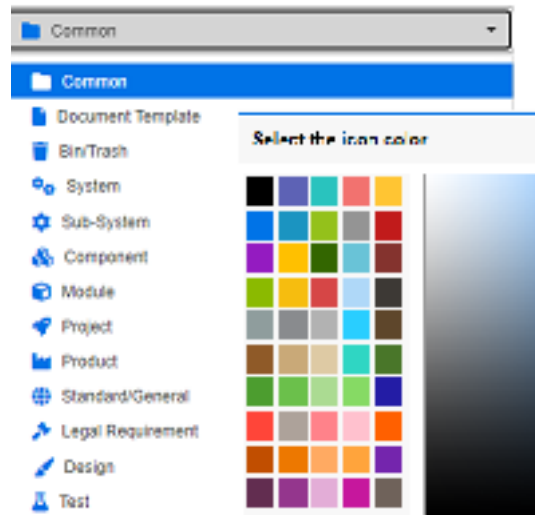 Common
Common
Document Template
Bin/Trash
Select the icon color
System
Sub-System
Component
Module
Project
Product
Standard/General
Legal Requirement
Design
Test